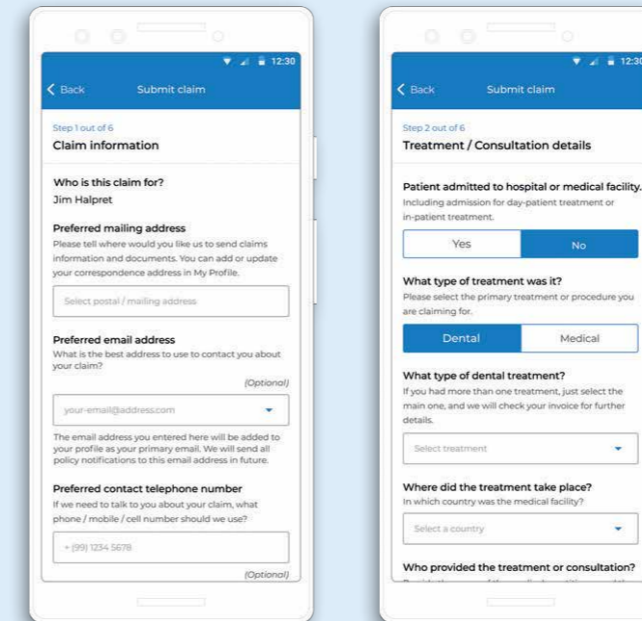 12:30
Back
Submit claim
Step 1 out of 6
Claim information
Who is this claim for?
Jim Halpret
Preferred mailing address
Please tell where would you like us to send claims
information and documents. You can add or update
your correspondence address in My Profile.
Select postal / mailing address
Preferred email address
What is the best address to use to contact you about
your claim?
(Optional)
your-email@address.com
The email address you entered here will be added to
your profile as your primary email. We will send all
policy notifications to this email address in future.
Preferred contact telephone number
If we need to talk to you about your claim, what
phone / mobile / cell number should we use?
+ (99) 1234 5678
(Optional)
12:30
Back
Submit claim
Step 2 out of 6
Treatment / Consultation details
Patient admitted to hospital or medical facility.
Including admission for day-patient treatment or
in-patient treatment.
Yes
No
What type of treatment was it?
Please select the primary treatment or procedure you
are claiming for.
Dental
Medical
What type of dental treatment?
If you had more than one treatment, just select the
main one, and we will check your invoice for further
details.
Select treatment
Where did the treatment take place?
In which country was the medical facility?
Select a country
Who provided the treatment or consultation?